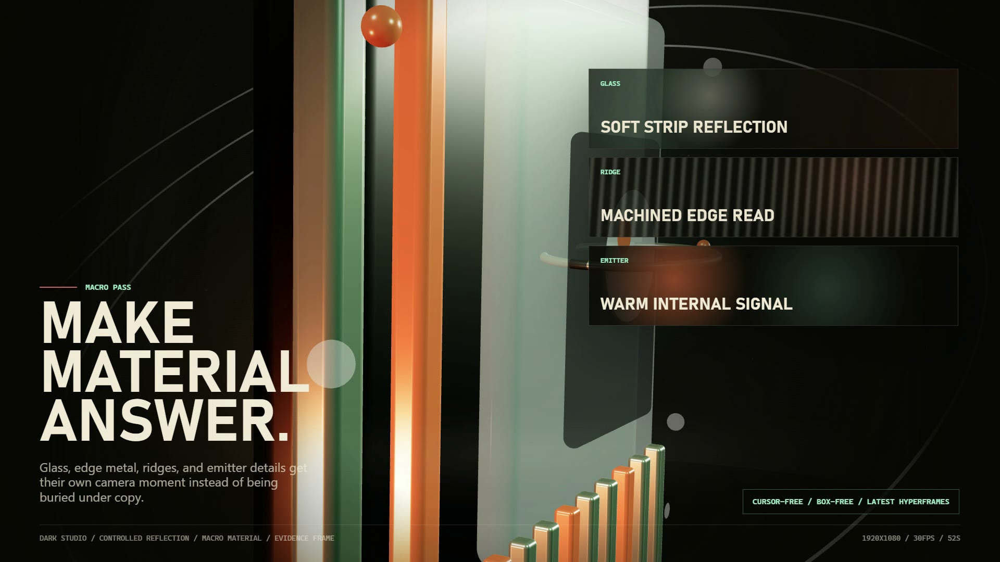 MACRO PASS
MAKE
MATERIAL
ANSWER.
Glass, edge metal, ridges, and emitter details get
their own camera moment instead of being
buried under copy.
GLASS
SOFT STRIP REFLECTION
RIDGE
MACHINED EDGE READ
EMITTER
WARM INTERNAL SIGNAL
CURSOR-FREE / BOX-FREE / LATEST HYPERFRAMES
DARK STUDIO / CONTROLLED REFLECTION / MACRO MATERIAL / EVIDENCE FRAME
1920X1080 / 30FPS / 52S